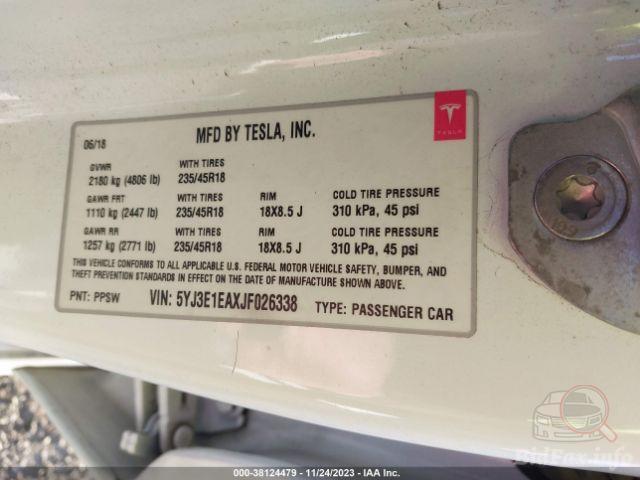 06/18 MFD BY TESLA, INC.
TESLA
GVWR WITH TIRES
2180 kg (4806 lb) 235/45R18
GAWR FRT WITH TIRES RIM COLD TIRE PRESSURE
1110 kg (2447 lb) 235/45R18 18X8.5 J 310 kPa, 45 psi
GAWR RR WITH TIRES RIM COLD TIRE PRESSURE
1257 kg (2771 lb) 235/45R18 18X8.5 J 310 kPa, 45 psi
THIS VEHICLE CONFORMS TO ALL APPLICABLE U.S. FEDERAL MOTOR VEHICLE SAFETY, BUMPER, AND
THEFT PREVENTION STANDARDS IN EFFECT ON THE DATE OF MANUFACTURE SHOWN ABOVE.
PNT: PPSW VIN: 5YJ3E1EAXJF026338 TYPE: PASSENGER CAR
BidFax.info
000-38124479 - 11/24/2023 - IAA Inc.